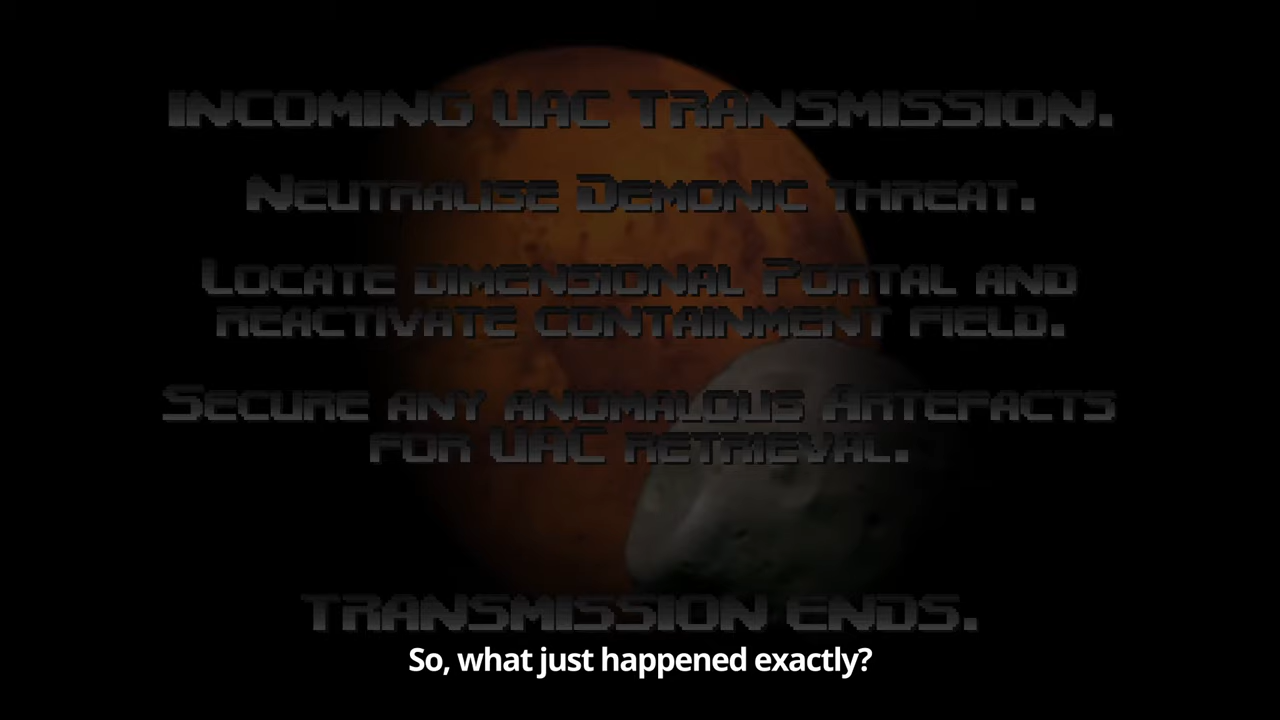 INCOMING UAC TRANSMISSION.
NEUTRALISE DEMONIC THREAT.
LOCATE DIMENSIONAL PORTAL AND
REACTIVATE CONTAINMENT FIELD.
SECURE ANY ANOMALOUS ARTEFACTS
FOR UAC RETRIEVAL.
TRANSMISSION ENDS.
So, what just happened exactly?